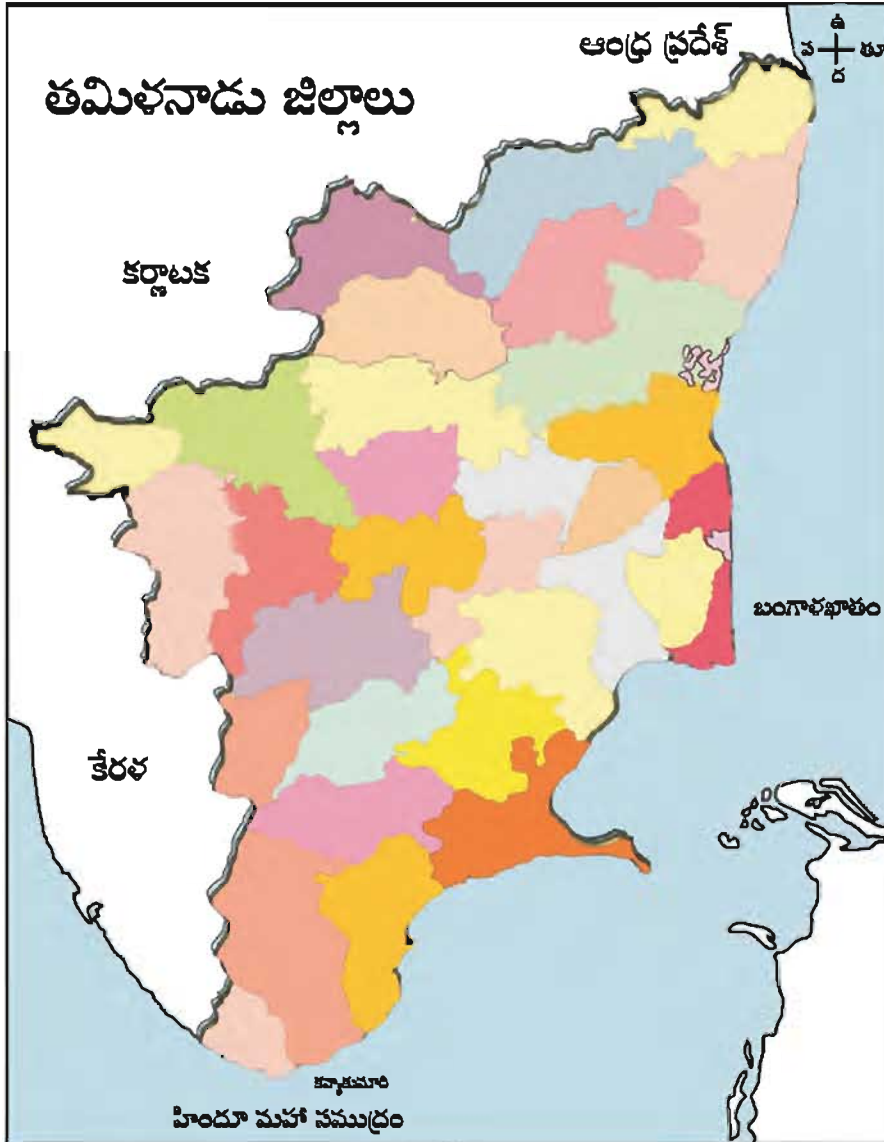 ఆంధ్ర ప్రదేశ్
ఉ
ప తూ
ద
తమిళనాడు జిల్లాలు
కర్ణాటక
బంగాళఖాతం
కేరళ
కన్యాకుమారి
హిందూ మహా సముద్రం